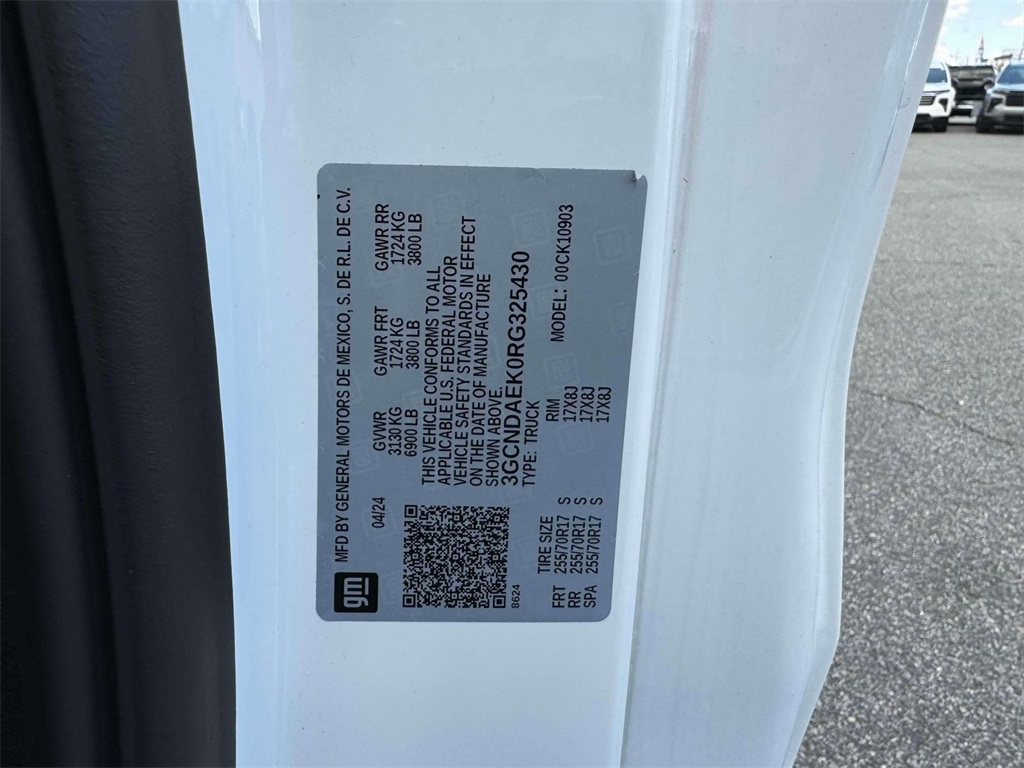 gm
MFD BY GENERAL MOTORS DE MEXICO, S. DE R.L. DE C.V.
04/24
GVWR GAWR FRT GAWR RR
3130 KG 1724 KG 1724 KG
6900 LB 3800 LB 3800 LB
THIS VEHICLE CONFORMS TO ALL
APPLICABLE U.S. FEDERAL MOTOR
VEHICLE SAFETY STANDARDS IN EFFECT
ON THE DATE OF MANUFACTURE
SHOWN ABOVE.
3GCNDAEK0RG325430
TYPE: TRUCK MODEL: 00CK10903
8624
TIRE SIZE RIM
FRT 255/70R17 S 17X8J
RR 255/70R17 S 17X8J
SPA 255/70R17 S 17X8J